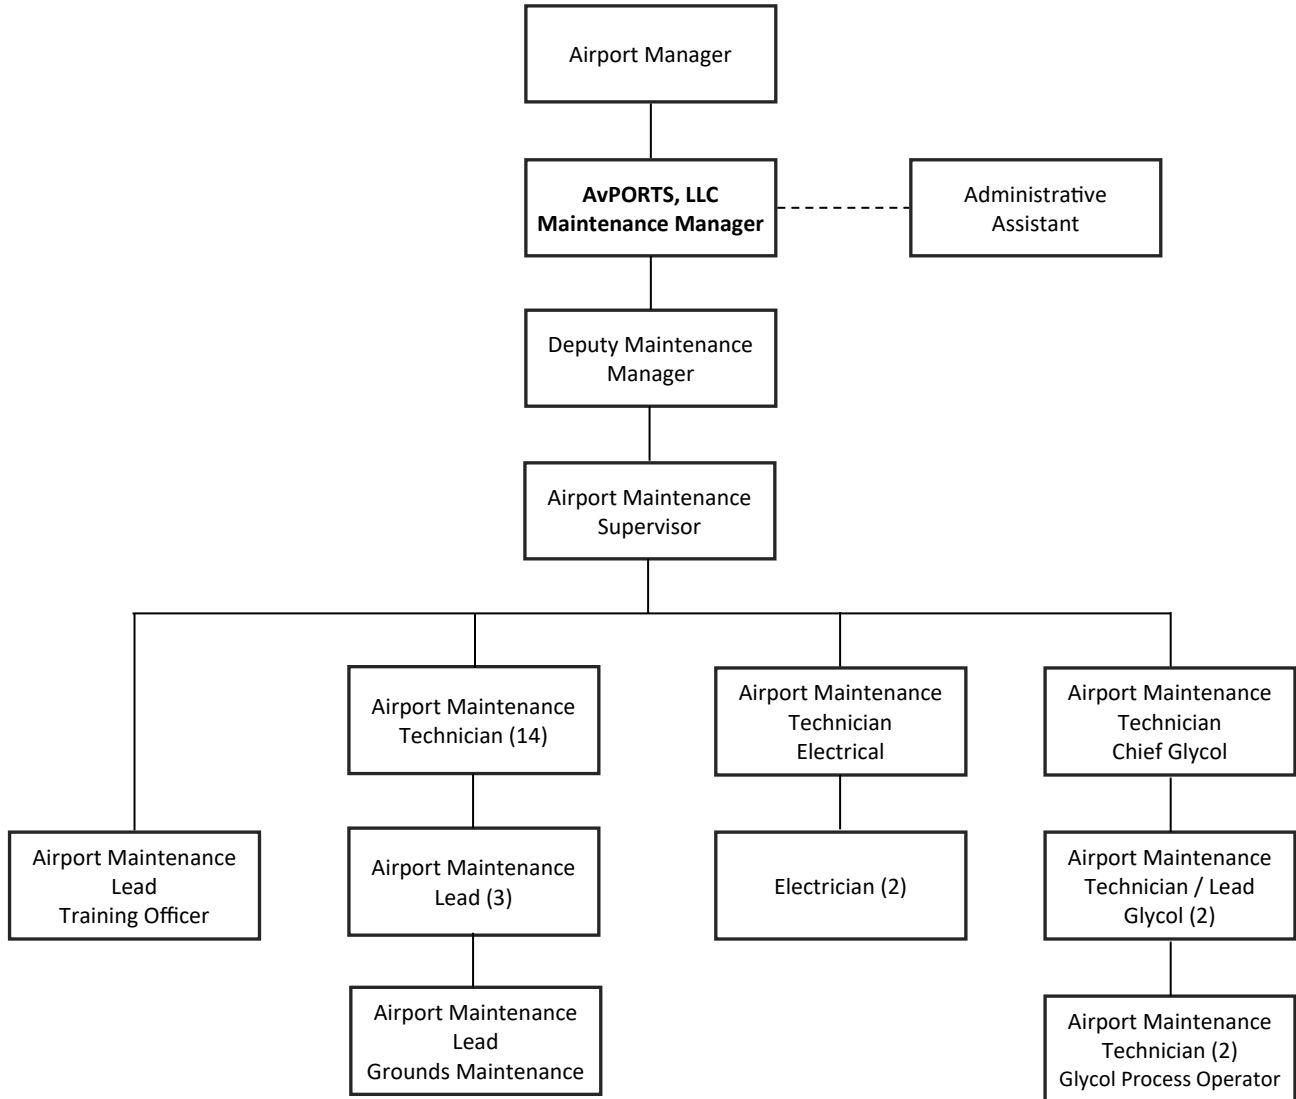 Airport Manager
AvPORTS, LLC
Maintenance Manager
Administrative
Assistant
Deputy Maintenance
Manager
Airport Maintenance
Supervisor
Airport Maintenance
Lead
Training Officer
Airport Maintenance
Technician (14)
Airport Maintenance
Lead (3)
Airport Maintenance
Lead
Grounds Maintenance
Airport Maintenance
Technician
Electrical
Electrician (2)
Airport Maintenance
Technician
Chief Glycol
Airport Maintenance
Technician / Lead
Glycol (2)
Airport Maintenance
Technician (2)
Glycol Process Operator